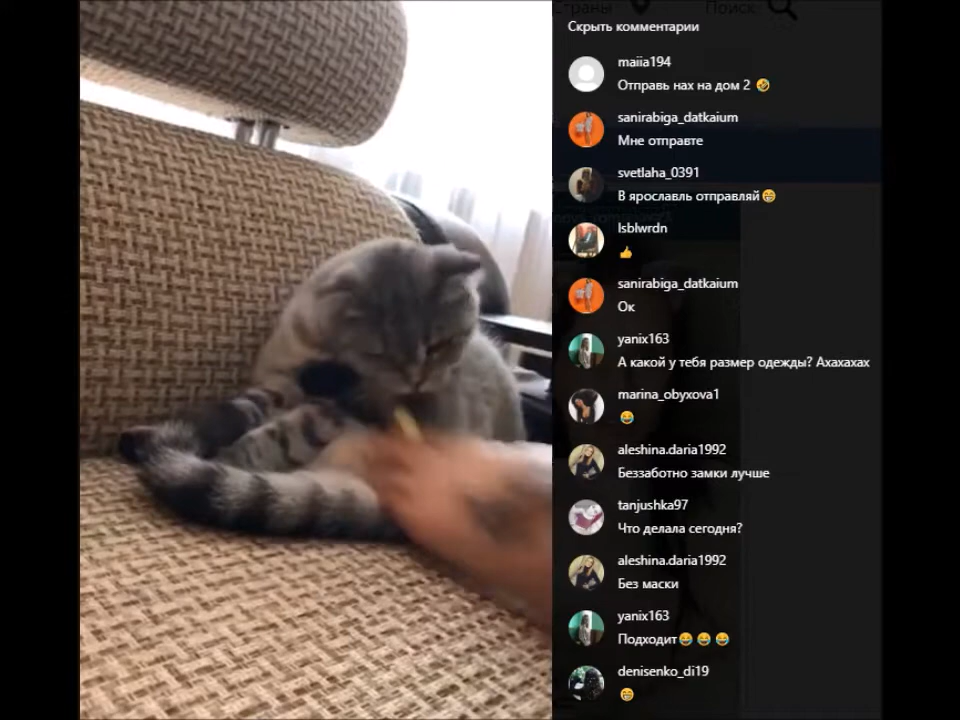 Страны
Поиск
Скрыть комментарии
maiia194
Отправь нах на дом 2 🤣
sanirabiga_datkaium
Мне отправте
svetlaha_0391
В ярославль отправляй😁
lsblwrdn
👍
sanirabiga_datkaium
Ок
yanix163
А какой у тебя размер одежды? Ахахахах
marina_obyxova1
😂
aleshina.daria1992
Беззаботно замки лучше
tanjushka97
Что делала сегодня?
aleshina.daria1992
Без маски
yanix163
Подходит😂😂😂
denisenko_di19
😁